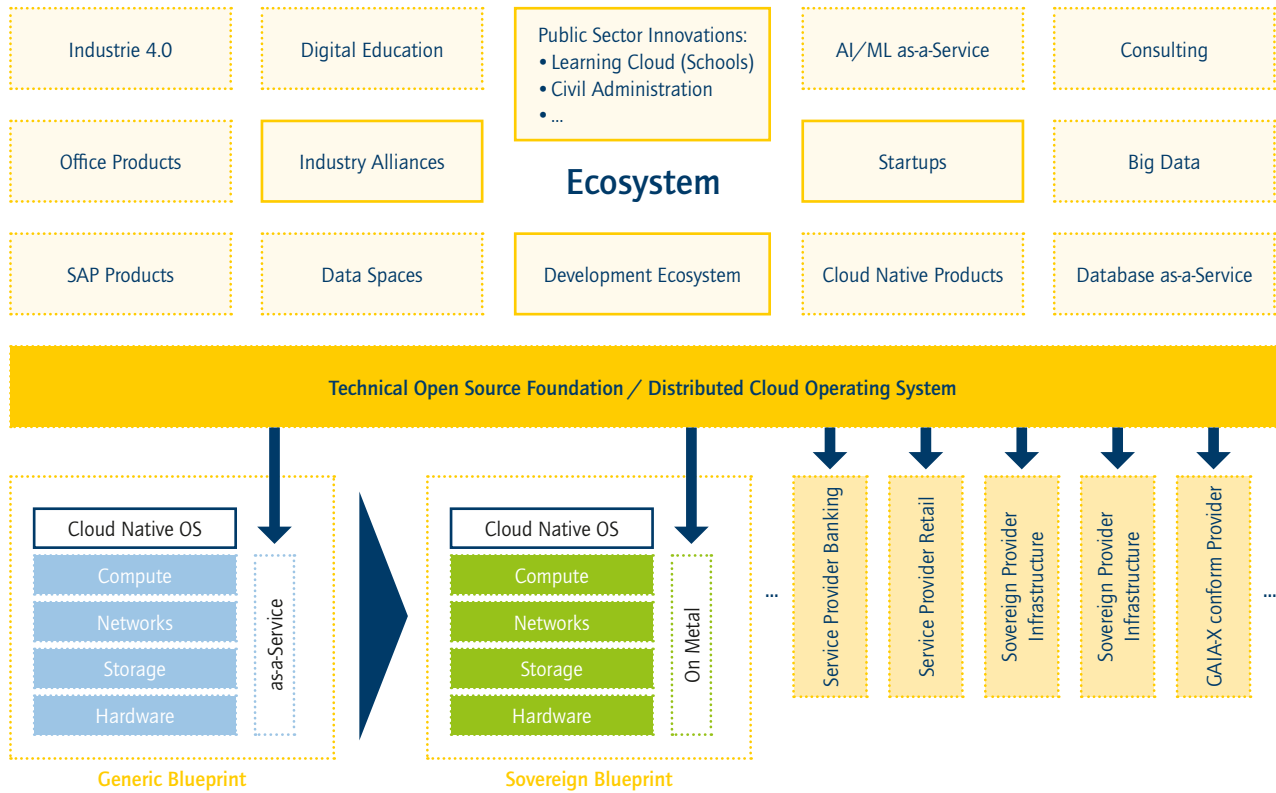 Industrie 4.0
Digital Education
Public Sector Innovations:
• Learning Cloud (Schools)
• Civil Administration
• ...
AI/ML as-a-Service
Consulting
Office Products
Industry Alliances
Ecosystem
Startups
Big Data
SAP Products
Data Spaces
Development Ecosystem
Cloud Native Products
Database as-a-Service
Technical Open Source Foundation / Distributed Cloud Operating System
Cloud Native OS
Compute
Networks
Storage
Hardware
as-a-Service
Generic Blueprint
Cloud Native OS
Compute
Networks
Storage
Hardware
On Metal
Sovereign Blueprint
...
Service Provider Banking
Service Provider Retail
Sovereign Provider
Infrastructure
Sovereign Provider
Infrastructure
GAIA-X conform Provider
...